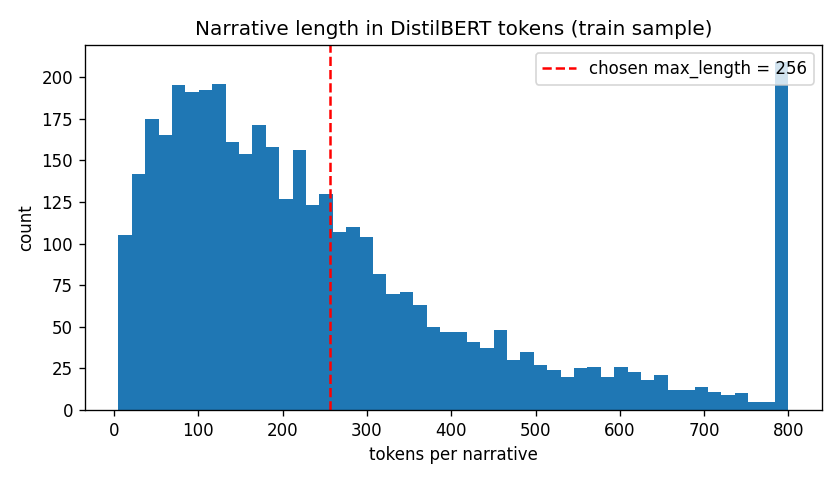 Narrative length in DistilBERT tokens (train sample)
chosen max_length = 256
count
200
175
150
125
100
75
50
25
0
0 100 200 300 400 500 600 700 800
tokens per narrative